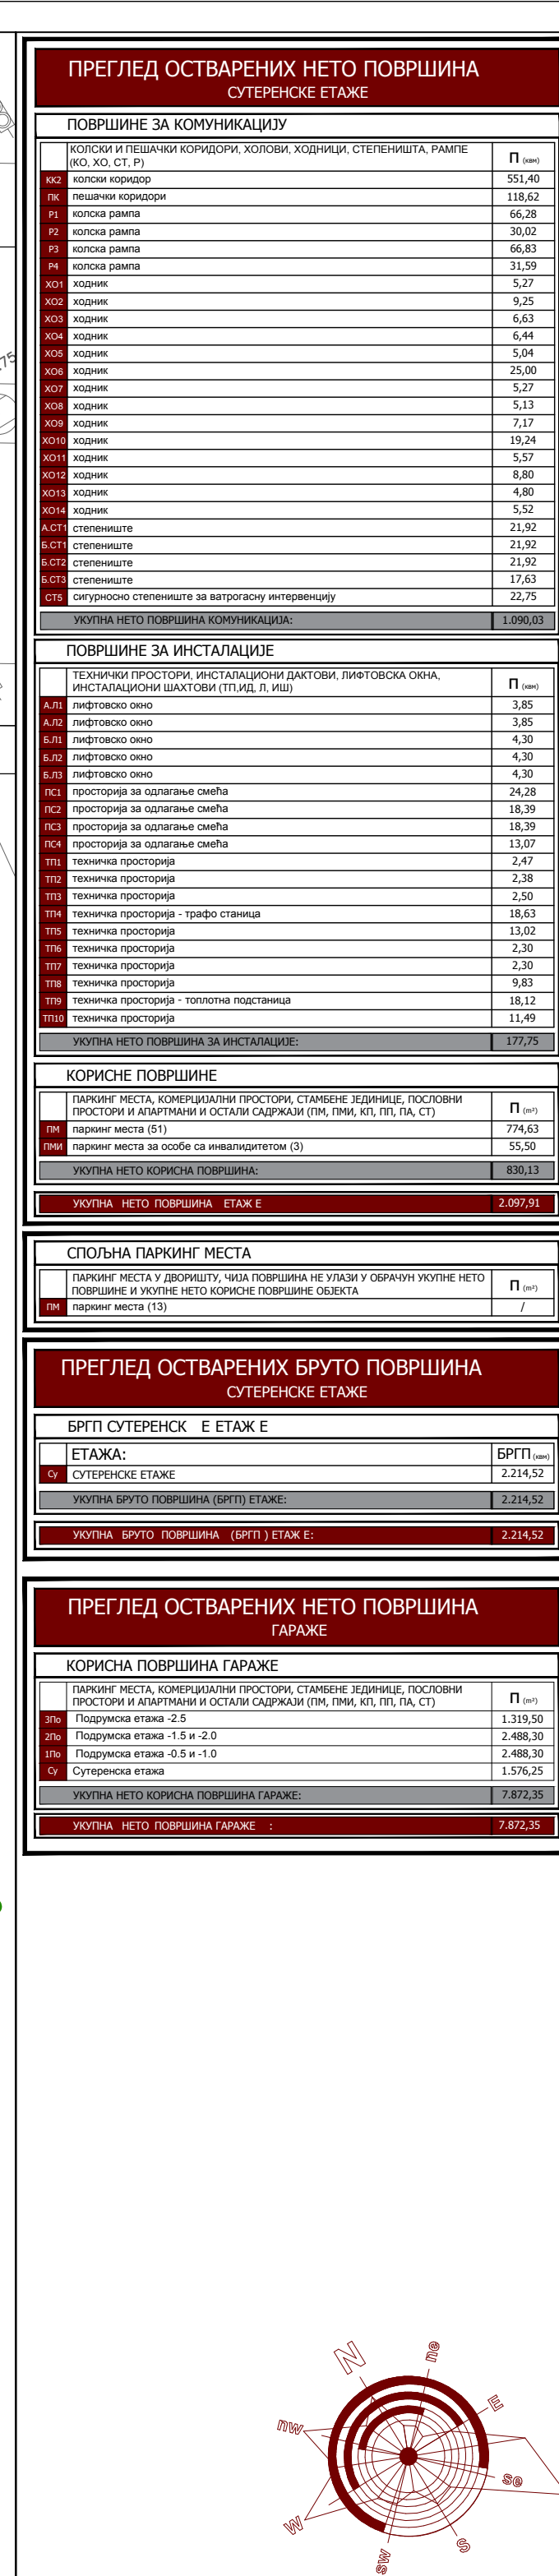 ПРЕГЛЕД ОСТВАРЕНИХ НЕТО ПОВРШИНА
СУТЕРЕНСКЕ ЕТАЖЕ
ПОВРШИНЕ ЗА КОМУНИКАЦИЈУ
КОЛСКИ И ПЕШАЧКИ КОРИДОРИ, ХОЛОВИ, ХОДНИЦИ, СТЕПЕНИШТА, РАМПЕ
(КО, ХО, СТ, Р) П (квм)
КК2 колски коридор 551,40
ПК пешачки коридори 118,62
Р1 колска рампа 66,28
Р2 колска рампа 30,02
Р3 колска рампа 66,83
Р4 колска рампа 31,59
ХО1 ходник 5,27
ХО2 ходник 9,25
ХО3 ходник 6,63
ХО4 ходник 6,44
ХО5 ходник 5,04
ХО6 ходник 25,00
ХО7 ходник 5,27
ХО8 ходник 5,13
ХО9 ходник 7,17
ХО10 ходник 19,24
ХО11 ходник 5,57
ХО12 ходник 8,80
ХО13 ходник 4,80
ХО14 ходник 5,52
А.СТ1 степениште 21,92
Б.СТ1 степениште 21,92
Б.СТ2 степениште 21,92
Б.СТ3 степениште 17,63
СТ5 сигурносно степениште за ватрогасну интервенцију 22,75
УКУПНА НЕТО ПОВРШИНА КОМУНИКАЦИЈА: 1.090,03
ПОВРШИНЕ ЗА ИНСТАЛАЦИЈЕ
ТЕХНИЧКИ ПРОСТОРИ, ИНСТАЛАЦИОНИ ДАКТОВИ, ЛИФТОВСКА ОКНА,
ИНСТАЛАЦИОНИ ШАХТОВИ (ТП,ИД, Л, ИШ) П (квм)
А.Л1 лифтовско окно 3,85
А.Л2 лифтовско окно 3,85
Б.Л1 лифтовско окно 4,30
Б.Л2 лифтовско окно 4,30
Б.Л3 лифтовско окно 4,30
ПС1 просторија за одлагање смећа 24,28
ПС2 просторија за одлагање смећа 18,39
ПС3 просторија за одлагање смећа 18,39
ПС4 просторија за одлагање смећа 13,07
ТП1 техничка просторија 2,47
ТП2 техничка просторија 2,38
ТП3 техничка просторија 2,50
ТП4 техничка просторија - трафо станица 18,63
ТП5 техничка просторија 13,02
ТП6 техничка просторија 2,30
ТП7 техничка просторија 2,30
ТП8 техничка просторија 9,83
ТП9 техничка просторија - топлотна подстаница 18,12
ТП10 техничка просторија 11,49
УКУПНА НЕТО ПОВРШИНА ЗА ИНСТАЛАЦИЈЕ: 177,75
КОРИСНЕ ПОВРШИНЕ
ПАРКИНГ МЕСТА, КОМЕРЦИЈАЛНИ ПРОСТОРИ, СТАМБЕНЕ ЈЕДИНИЦЕ, ПОСЛОВНИ
ПРОСТОРИ И АПАРТМАНИ И ОСТАЛИ САДРЖАЈИ (ПМ, ПМИ, КП, ПП, ПА, СТ) П (m²)
ПМ паркинг места (51) 774,63
ПМИ паркинг места за особе са инвалидитетом (3) 55,50
УКУПНА НЕТО КОРИСНА ПОВРШИНА: 830,13
УКУПНА НЕТО ПОВРШИНА ЕТАЖ Е 2.097,91
СПОЉНА ПАРКИНГ МЕСТА
ПАРКИНГ МЕСТА У ДВОРИШТУ, ЧИЈА ПОВРШИНА НЕ УЛАЗИ У ОБРАЧУН УКУПНЕ НЕТО
ПОВРШИНЕ И УКУПНЕ НЕТО КОРИСНЕ ПОВРШИНЕ ОБЈЕКТА П (m²)
ПМ паркинг места (13) /
ПРЕГЛЕД ОСТВАРЕНИХ БРУТО ПОВРШИНА
СУТЕРЕНСКЕ ЕТАЖЕ
БРГП СУТЕРЕНСК Е ЕТАЖ Е
ЕТАЖА: БРГП (квм)
Су СУТЕРЕНСКЕ ЕТАЖЕ 2.214,52
УКУПНА БРУТО ПОВРШИНА (БРГП) ЕТАЖЕ: 2.214,52
УКУПНА БРУТО ПОВРШИНА (БРГП ) ЕТАЖ Е: 2.214,52
ПРЕГЛЕД ОСТВАРЕНИХ НЕТО ПОВРШИНА
ГАРАЖЕ
КОРИСНА ПОВРШИНА ГАРАЖЕ
ПАРКИНГ МЕСТА, КОМЕРЦИЈАЛНИ ПРОСТОРИ, СТАМБЕНЕ ЈЕДИНИЦЕ, ПОСЛОВНИ
ПРОСТОРИ И АПАРТМАНИ И ОСТАЛИ САДРЖАЈИ (ПМ, ПМИ, КП, ПП, ПА, СТ) П (m²)
3По Подрумска етажа -2.5 1.319,50
2По Подрумска етажа -1.5 и -2.0 2.488,30
1По Подрумска етажа -0.5 и -1.0 2.488,30
Су Сутеренска етажа 1.576,25
УКУПНА НЕТО КОРИСНА ПОВРШИНА ГАРАЖЕ: 7.872,35
УКУПНА НЕТО ПОВРШИНА ГАРАЖЕ : 7.872,35
N
ne
E
nw
se
W
S
sw